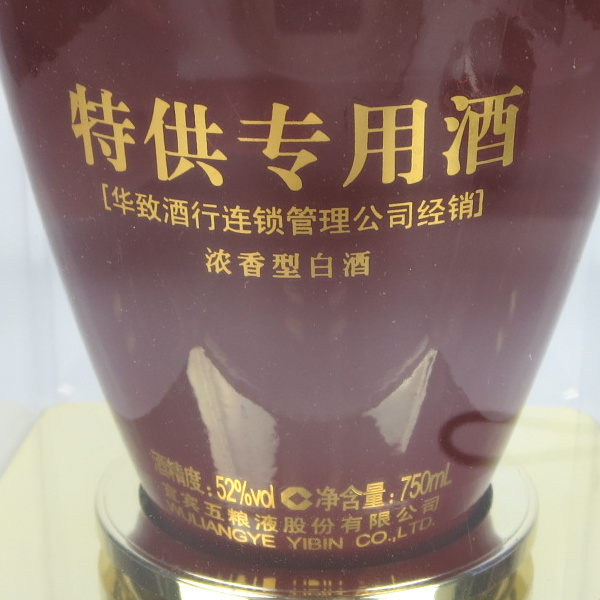 特供专用酒
[华致酒行连锁管理公司经销]
浓香型白酒
酒精度:52%vol 净含量:750mL
宜宾五粮液股份有限公司
WULIANGYE YIBIN CO.,LTD.